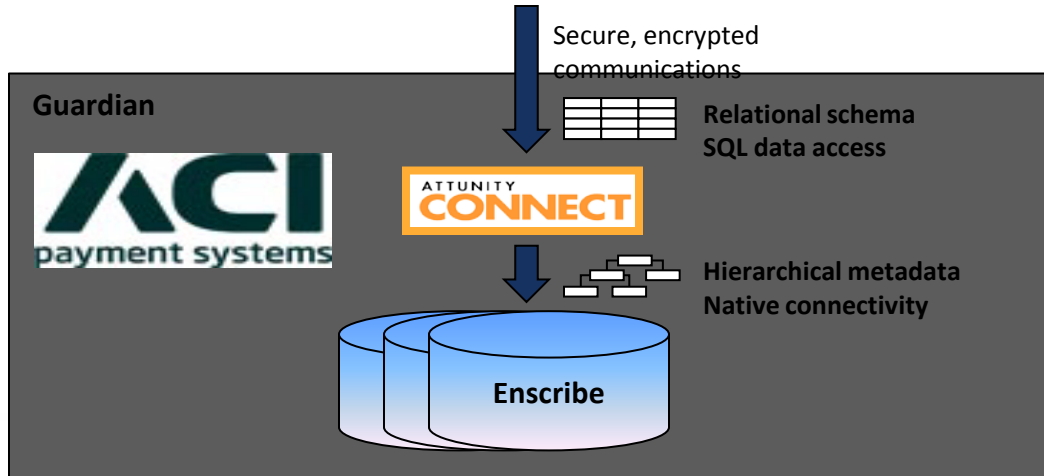 Secure, encrypted
communications
Guardian
Relational schema
SQL data access
ACI
payment systems
ATTUNITY
CONNECT
Hierarchical metadata
Native connectivity
Enscribe